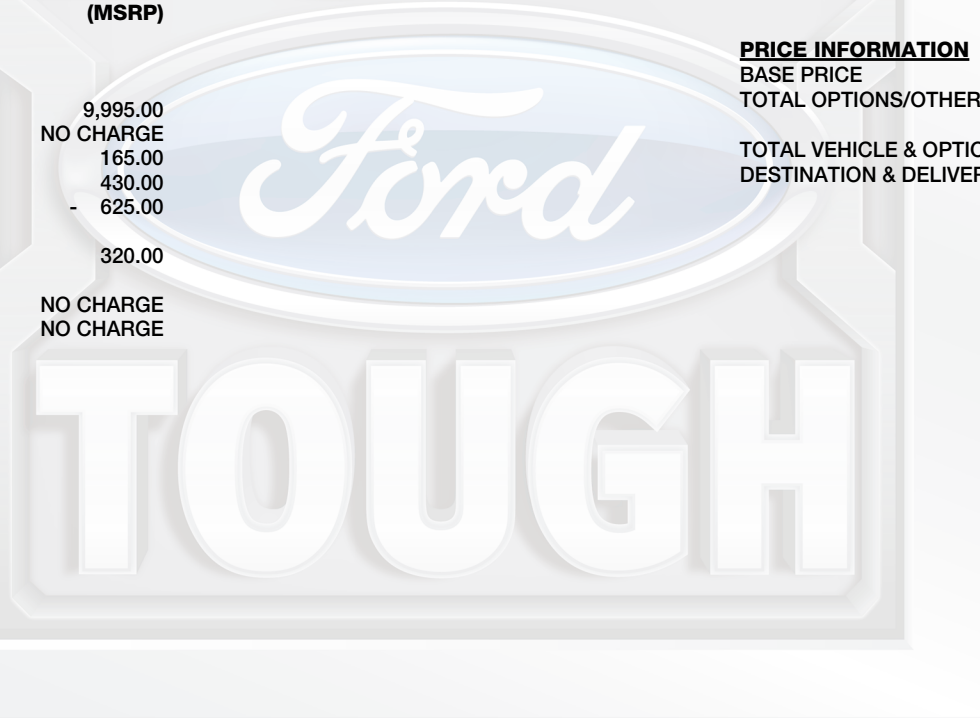 (MSRP)
9,995.00
NO CHARGE
165.00
430.00
- 625.00
320.00
NO CHARGE
NO CHARGE
PRICE INFORMATION
BASE PRICE
TOTAL OPTIONS/OTHER
TOTAL VEHICLE & OPTIO
DESTINATION & DELIVER
Ford
TOUGH